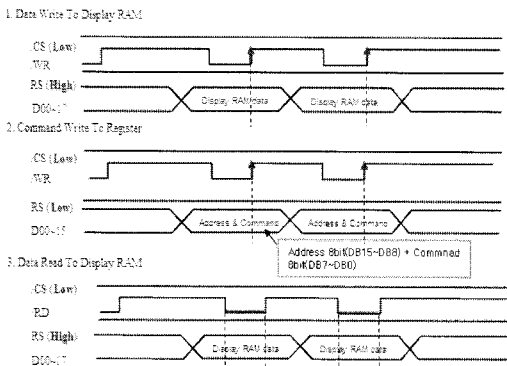 1. Data Write To Display RAM
/CS (Low)
/WR
RS (High)
D00~17
Display RAM data
Display RAM data
2. Command Write To Register
/CS (Low)
/WR
RS (Low)
D00~15
Address & Command
Address & Command
Address 8bit(DB15~DB8) + Commnad
8bit(DB7~DB0)
3. Data Read To Display RAM
/CS (Low)
/RD
RS (High)
D00~17
Display RAM data
Display RAM data